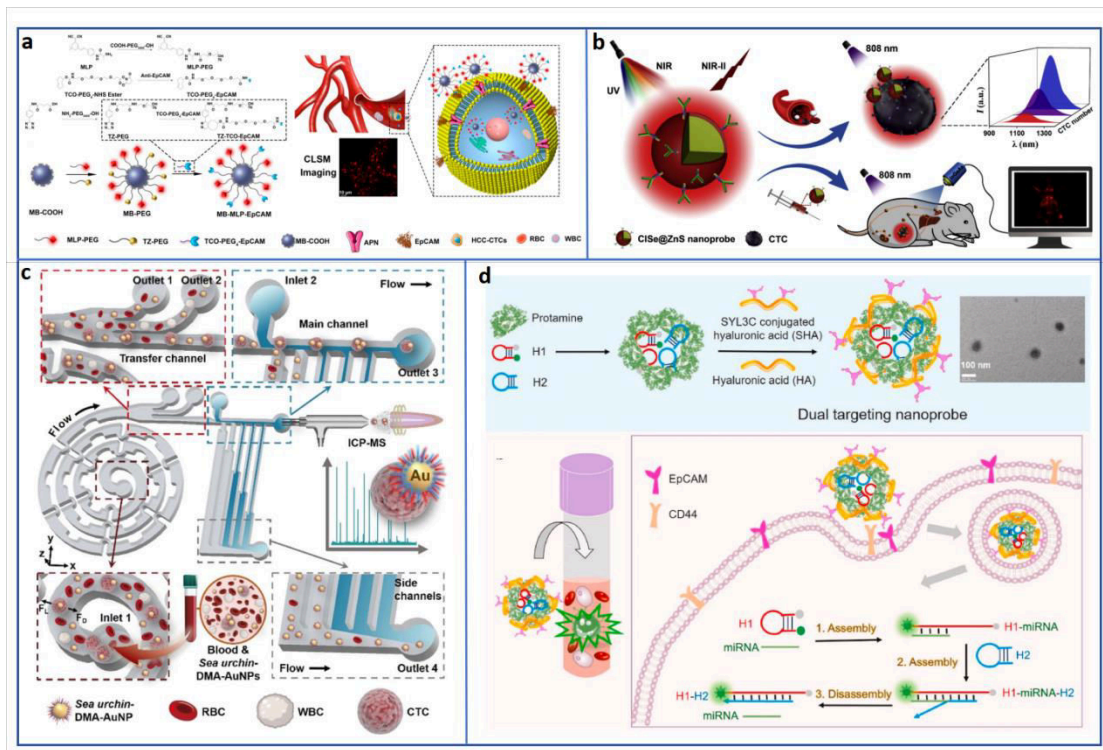 a
COOH-PEG2000-OH
MLP
MLP-PEG
Anti-EpCAM
TCO-PEG4-NHS Ester
TCO-PEG4-EpCAM
NH2-PEG2000-OH
TCO-PEG4-EpCAM
TZ-PEG
TZ-TCO-EpCAM
MB-COOH
MB-PEG
MB-MLP-EpCAM
CLSM
Imaging
MLP-PEG
TZ-PEG
TCO-PEG4-EpCAM
MB-COOH
APN
EpCAM
HCC-CTCs
RBC
WBC
b
NIR
UV
NIR-II
808 nm
I (a.u.)
900
1100
1300
λ (nm)
CTC number
808 nm
CISe@ZnS nanoprobe
CTC
c
Outlet 1
Outlet 2
Transfer channel
Inlet 2
Flow
Main channel
Outlet 3
Flow
ICP-MS
Au
y
z
x
FL
FD
Inlet 1
Blood &
Sea urchin-
DMA-AuNPs
Side
channels
Flow
Outlet 4
Sea urchin-
DMA-AuNP
RBC
WBC
CTC
d
Protamine
H1
H2
SYL3C conjugated
hyaluronic acid (SHA)
Hyaluronic acid (HA)
100 nm
Dual targeting nanoprobe
EpCAM
CD44
H1
miRNA
1. Assembly
H1-miRNA
2. Assembly
H2
H1-H2
miRNA
3. Disassembly
H1-miRNA-H2